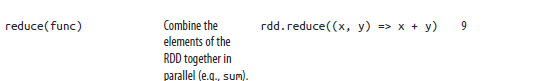 reduce(func) Combine the rdd.reduce((x, y) => x + y) 9
elements of the
RDD together in
parallel (e.g., sum).